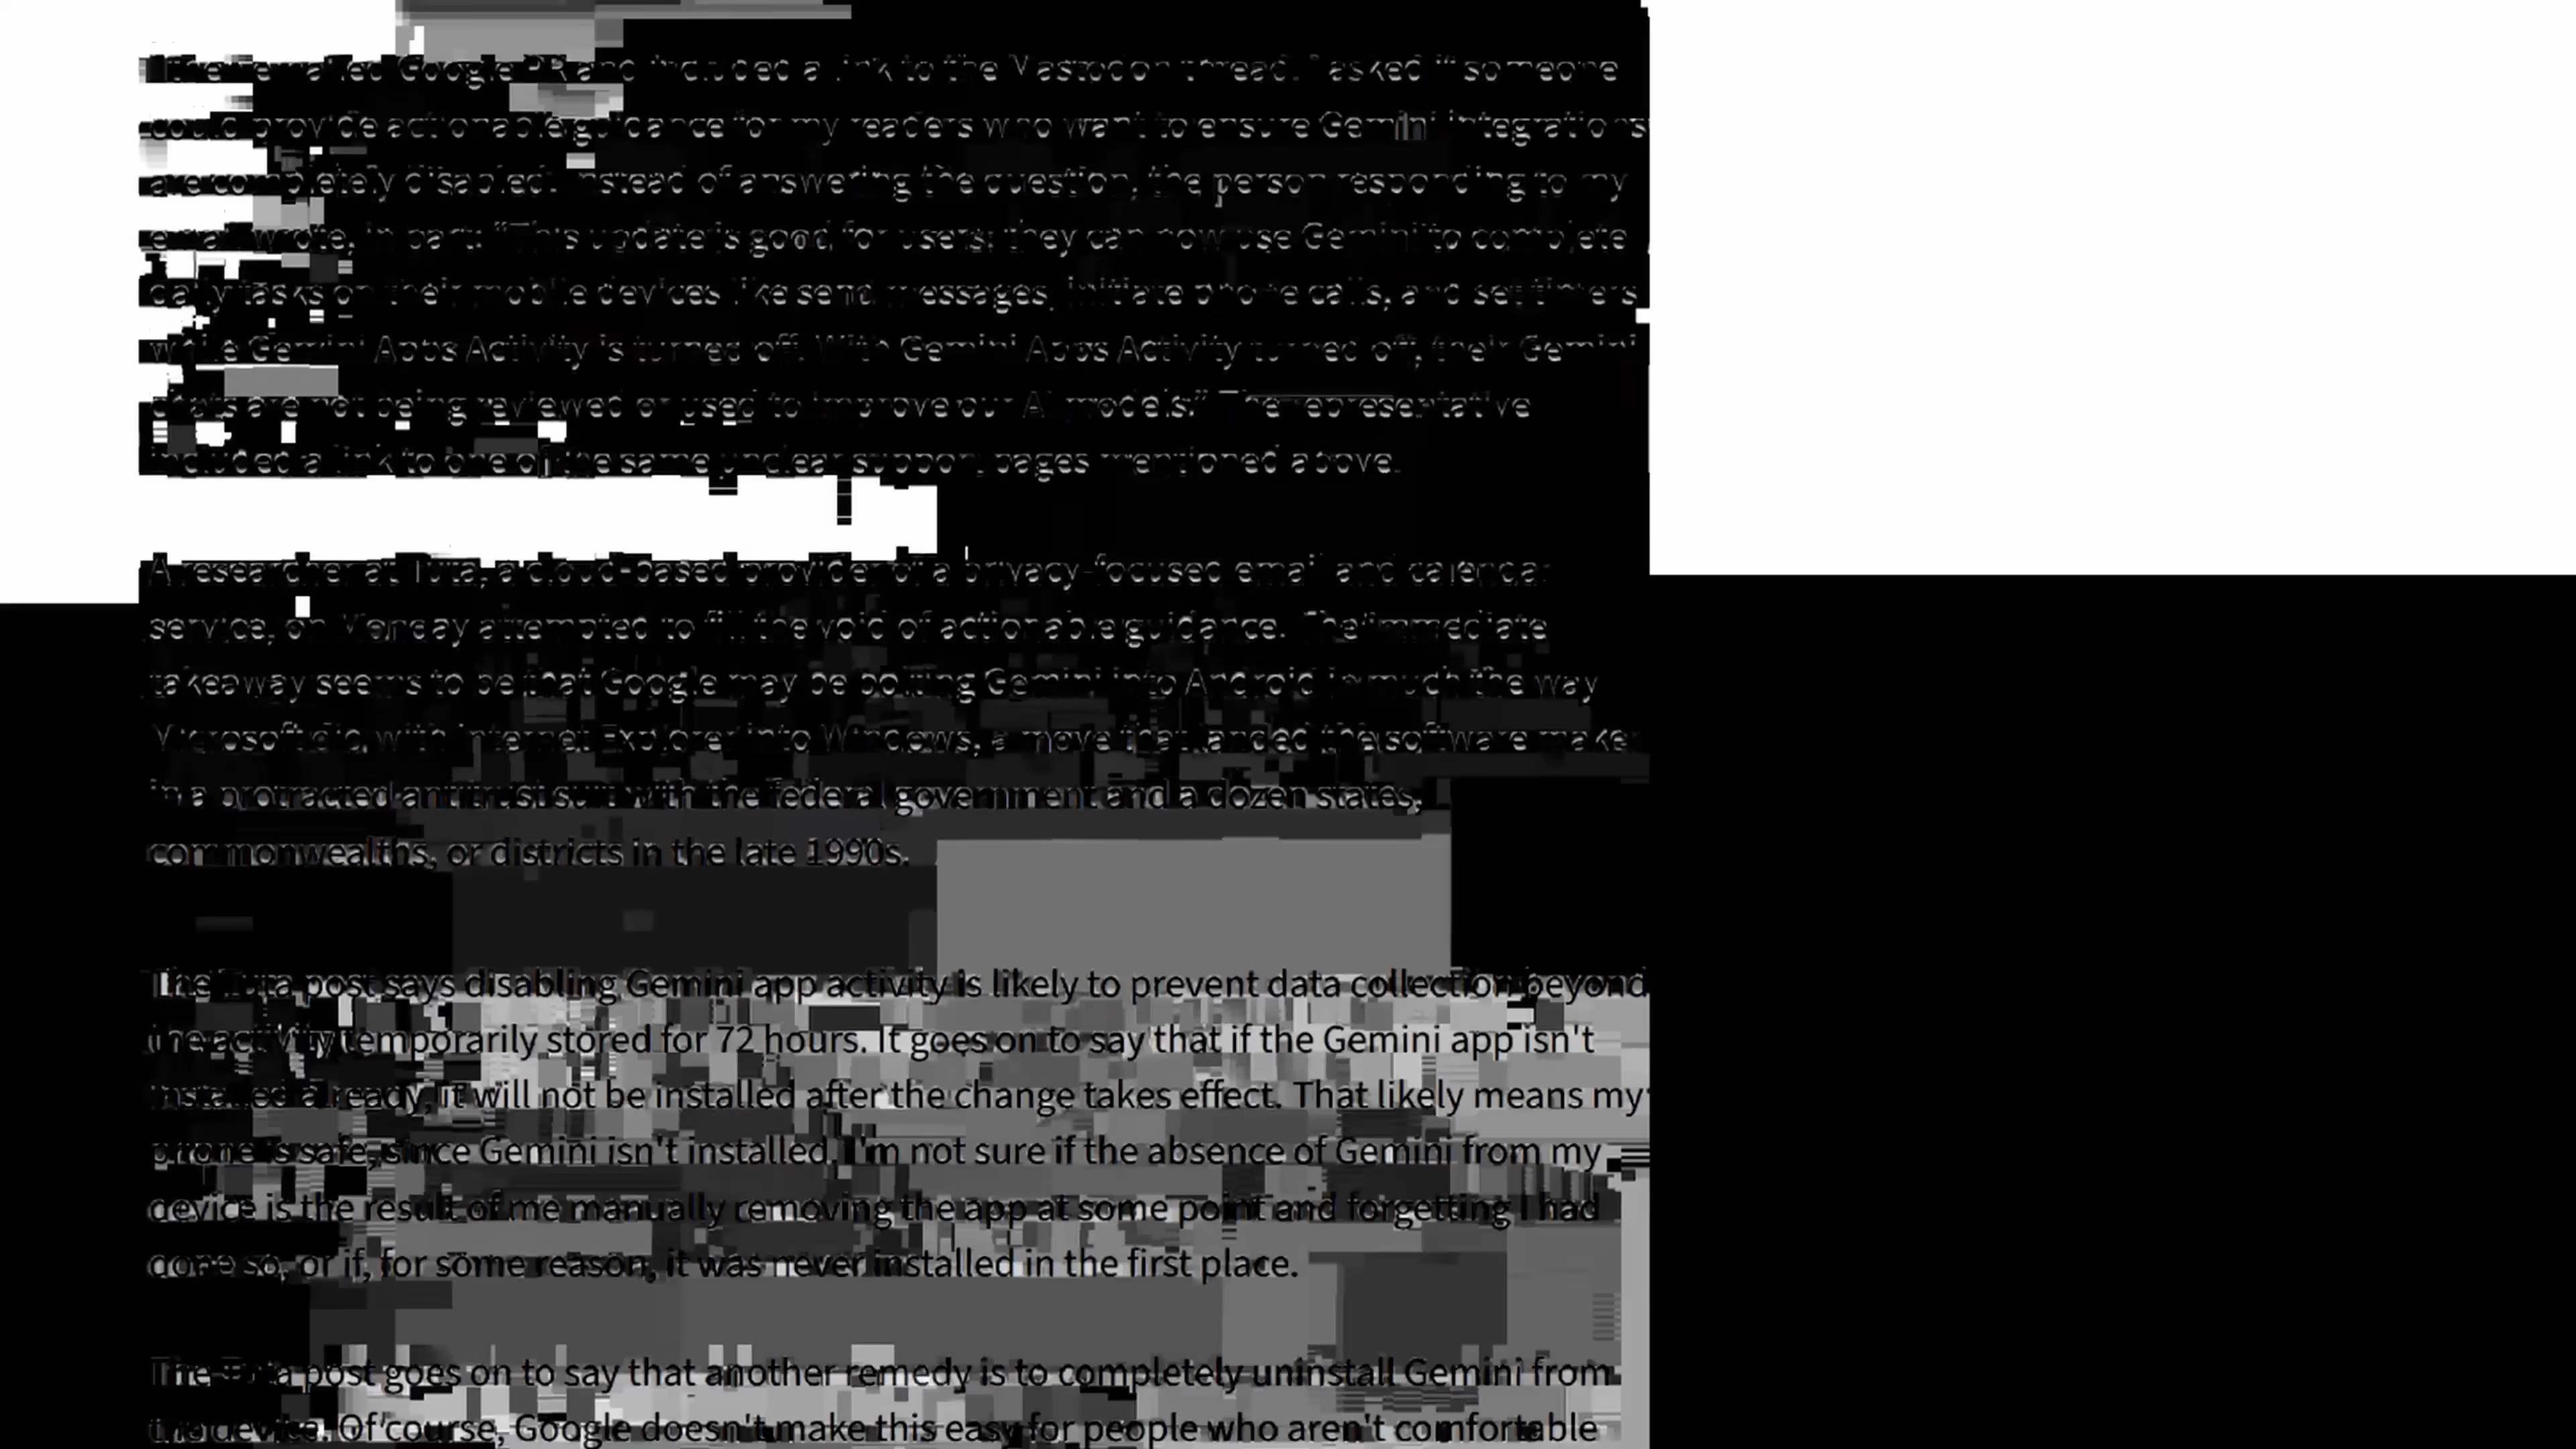 I then emailed Google PR and included a link to the Mastodon thread. I asked if someone
could provide actionable guidance for my readers who want to ensure Gemini integrations
are completely disabled. Instead of answering the question, the person responding to my
email wrote, in part: "This update is good for users: they can now use Gemini to complete
daily tasks on their mobile devices like send messages, initiate phone calls, and set timers
while Gemini Apps Activity is turned off. With Gemini Apps Activity turned off, their Gemini
chats are not being reviewed or used to improve our AI models." The representative
included a link to one of the same unclear support pages mentioned above.
A researcher at Tuta, a cloud-based provider of a privacy-focused email and calendar
service, on Monday attempted to fill the void of actionable guidance. The immediate
takeaway seems to be that Google may be bolting Gemini into Android in much the way
Microsoft did with Internet Explorer into Windows, a move that landed the software maker
in a protracted antitrust suit with the federal government and a dozen states,
commonwealths, or districts in the late 1990s.
The Tuta post says disabling Gemini app activity is likely to prevent data collection beyond
the activity temporarily stored for 72 hours. It goes on to say that if the Gemini app isn't
installed already, it will not be installed after the change takes effect. That likely means my
phone is safe, since Gemini isn't installed. I'm not sure if the absence of Gemini from my
device is the result of me manually removing the app at some point and forgetting I had
done so, or if, for some reason, it was never installed in the first place.
The Tuta post goes on to say that another remedy is to completely uninstall Gemini from
the device. Of course, Google doesn't make this easy for people who aren't comfortable